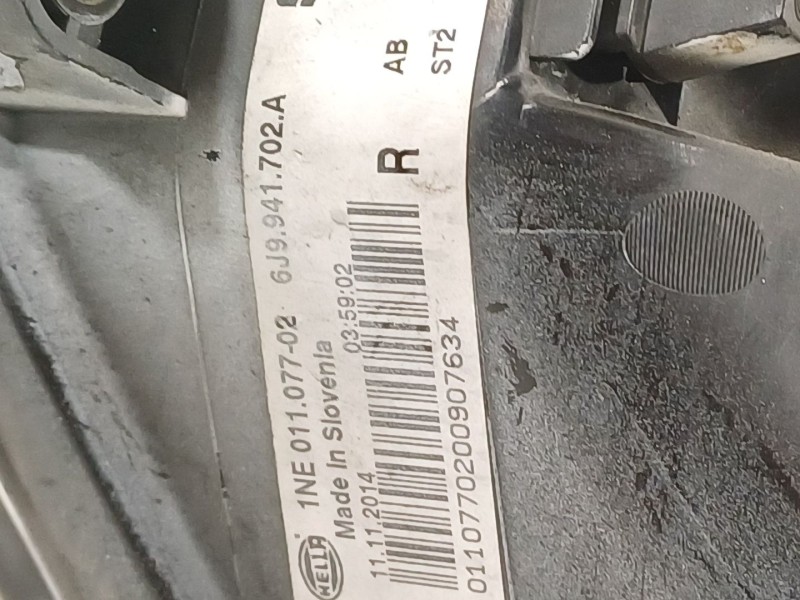 HELLA 1NE 011.077-02 6J9.941.702.A
Made In Slovenia
11.11.2014 03:59:02
R AB
ST2
0110770200907634